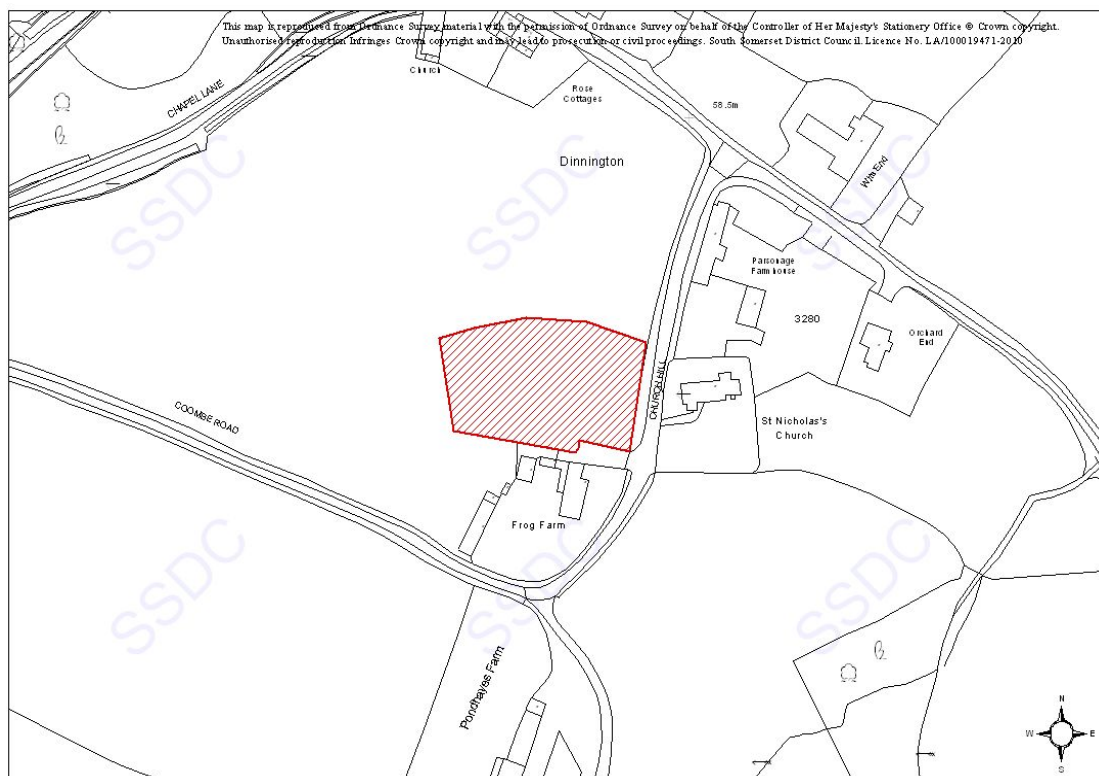 This map is reproduced from Ordnance Survey material with the permission of Ordnance Survey on behalf of the Controller of Her Majesty's Stationery Office © Crown copyright.
Unauthorised reproduction infringes Crown copyright and may lead to prosecution or civil proceedings. South Somerset District Council Licence No. LA/100019471-2010
Church
CHAPEL LANE
Rose
Cottages
58.5m
Dinnington
Wyn End
SSDC
SSDC
SSDC
Parsonage
Farmhouse
3280
Orchard
End
CHURCH HILL
COOMBE ROAD
St Nicholas's
Church
Frog Farm
SSDC
SSDC
SSDC
Pondhayes Farm
N
W
E
S